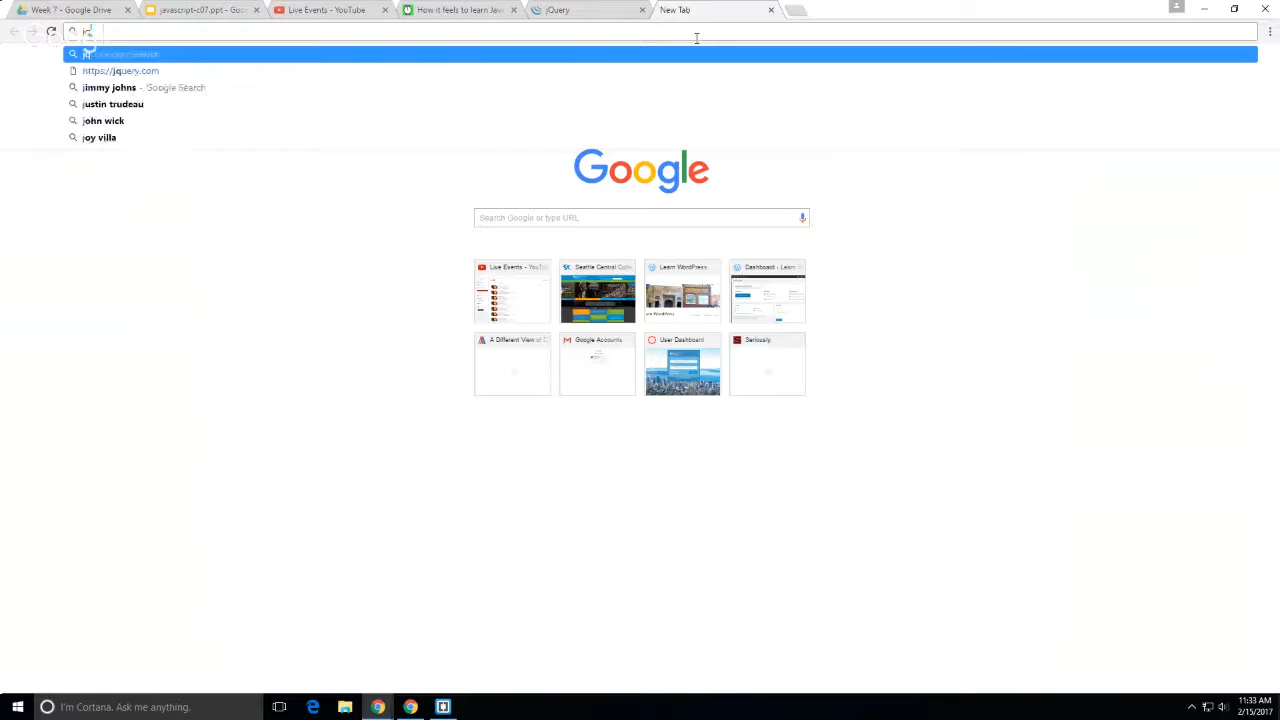 Week 7 - Google Drive
javascript-c07.ppt - Goo
Live Events - YouTube
How it feels to learn Jav
jQuery
New Tab
https://jquery.com
jimmy johns - Google Search
justin trudeau
john wick
joy villa
Google
Search Google or type URL
Live Events - YouTu
Seattle Central Colle
Learn WordPress
Dashboard ‹ Learn
A Different View of
Google Accounts
User Dashboard
Seriously,
I'm Cortana. Ask me anything.
11:33 AM
2/15/2017